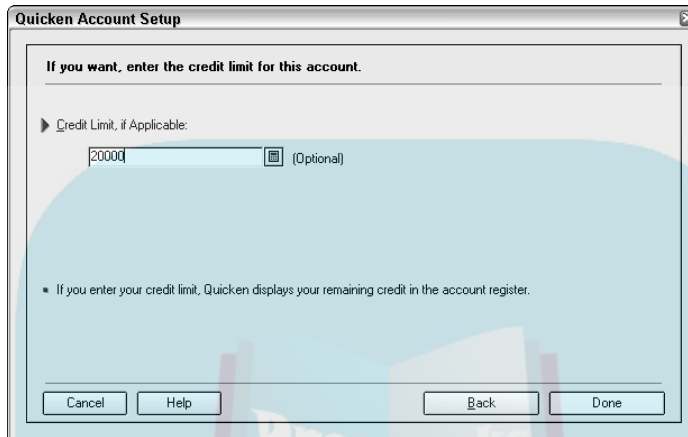 Quicken Account Setup
If you want, enter the credit limit for this account.
Credit Limit, if Applicable:
20000 (Optional)
If you enter your credit limit, Quicken displays your remaining credit in the account register.
Cancel Help Back Done